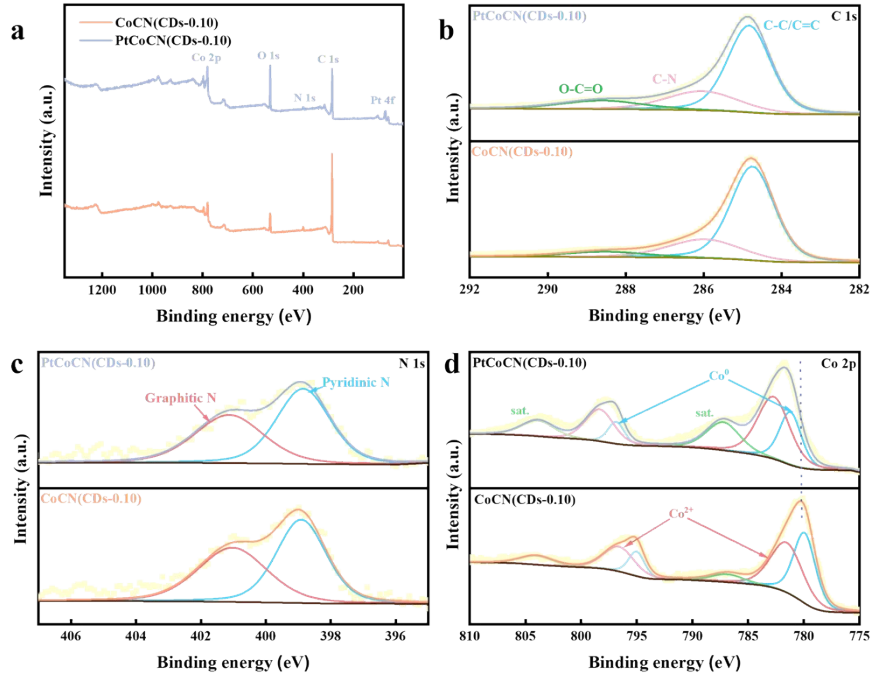 a
CoCN(CDs-0.10)
PtCoCN(CDs-0.10)
Co 2p
O 1s
N 1s
C 1s
Pt 4f
Intensity (a.u.)
1200 1000 800 600 400 200
Binding energy (eV)
b
PtCoCN(CDs-0.10)
C 1s
C-C/C=C
C-N
O-C=O
CoCN(CDs-0.10)
Intensity (a.u.)
292 290 288 286 284 282
Binding energy (eV)
c
PtCoCN(CDs-0.10)
N 1s
Graphitic N
Pyridinic N
CoCN(CDs-0.10)
Intensity (a.u.)
406 404 402 400 398 396
Binding energy (eV)
d
PtCoCN(CDs-0.10)
Co 2p
Co⁰
sat.
sat.
CoCN(CDs-0.10)
Co²⁺
Intensity (a.u.)
810 805 800 795 790 785 780 775
Binding energy (eV)